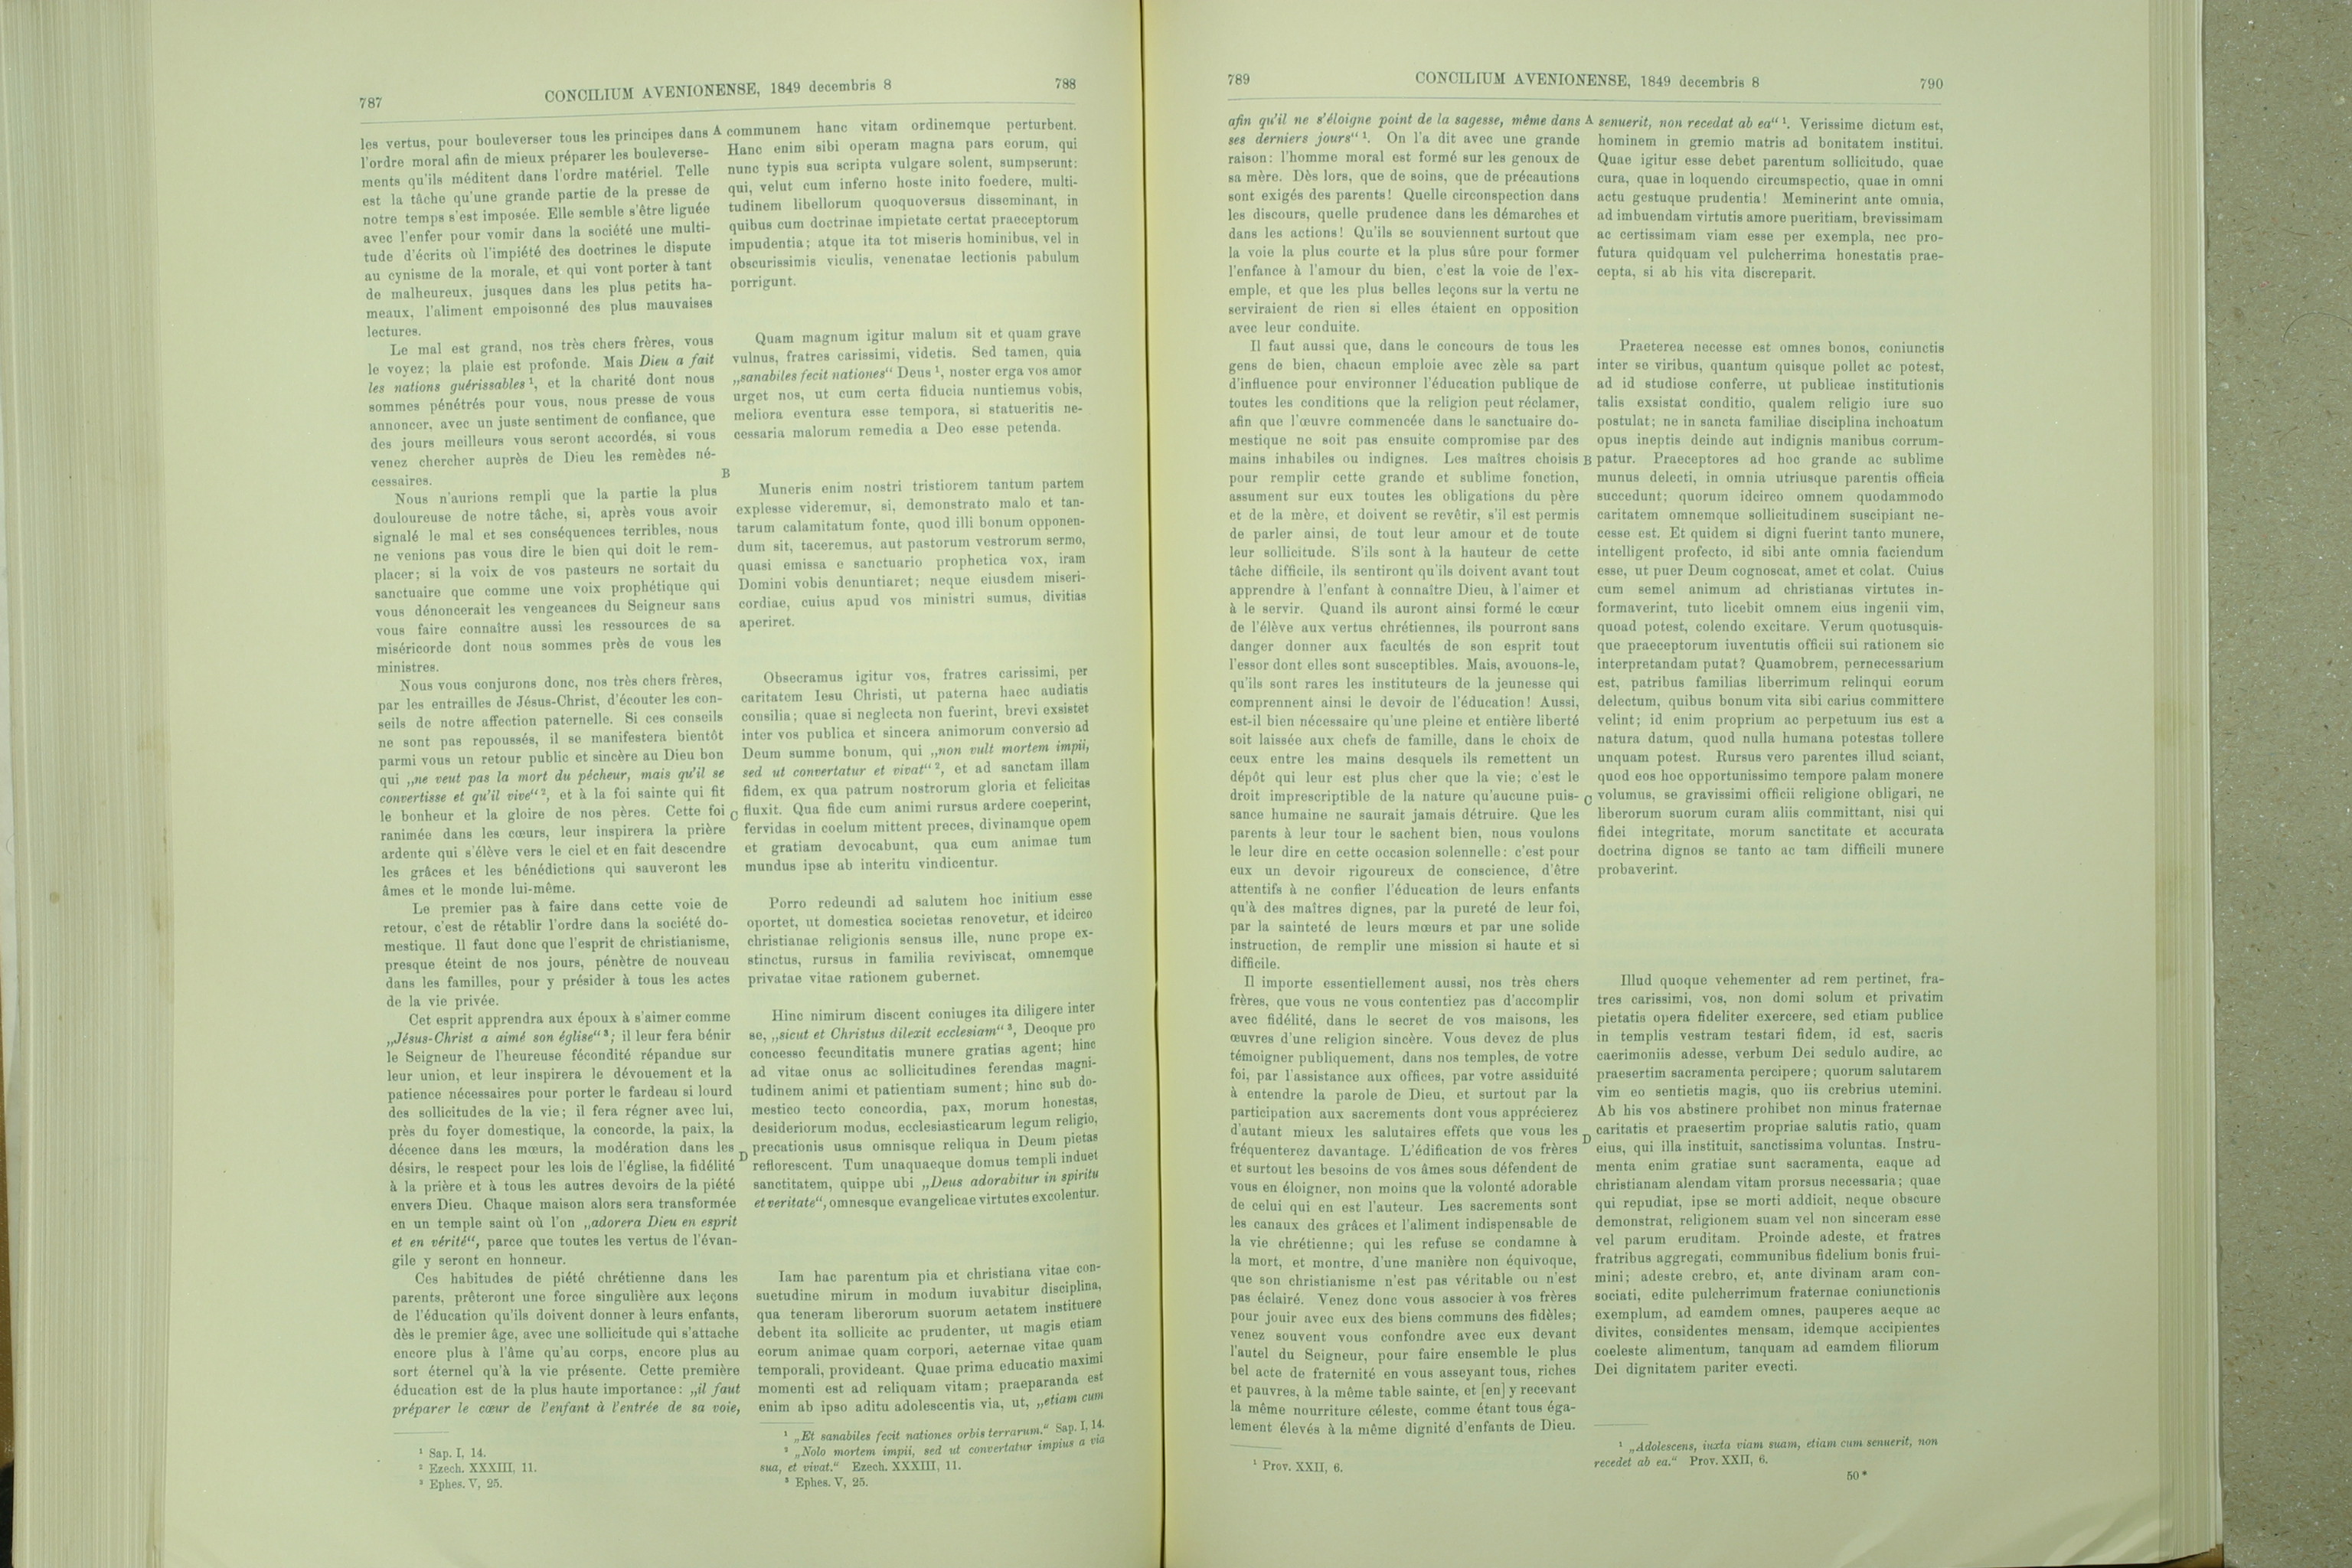 787
CONCILIUM AVENIONENSE, 1849 decembris 8
788
les vertus, pour bouleverser tous les principes dans
l'ordre moral afin de mieux préparer les bouleverse-
ments qu'ils méditent dans l'ordre matériel. Telle
est la tâche qu'une grande partie de la presse de
notre temps s'est imposée. Elle semble s'être liguée
avec l'enfer pour vomir dans la société une multi-
tude d'écrits où l'impiété des doctrines le dispute
au cynisme de la morale, et qui vont porter à tant
de malheureux, jusques dans les plus petits ha-
meaux, l'aliment empoisonné des plus mauvaises
lectures.
Le mal est grand, nos très chers frères, vous
le voyez; la plaie est profonde. Mais Dieu a fait
les nations guérissables ¹, et la charité dont nous
sommes pénétrés pour vous, nous presse de vous
annoncer, avec un juste sentiment de confiance, que
des jours meilleurs vous seront accordés, si vous
venez chercher auprès de Dieu les remèdes né-
cessaires.
Nous n'aurions rempli que la partie la plus
douloureuse de notre tâche, si, après vous avoir
signalé le mal et ses conséquences terribles, nous
ne venions pas vous dire le bien qui doit le rem-
placer; si la voix de vos pasteurs ne sortait du
sanctuaire que comme une voix prophétique qui
vous dénoncerait les vengeances du Seigneur sans
vous faire connaître aussi les ressources de sa
miséricorde dont nous sommes près de vous les
ministres.
Nous vous conjurons donc, nos très chers frères,
par les entrailles de Jésus-Christ, d'écouter les con-
seils de notre affection paternelle. Si ces conseils
ne sont pas repoussés, il se manifestera bientôt
parmi vous un retour public et sincère au Dieu bon
qui „ne veut pas la mort du pécheur, mais qu'il se
convertisse et qu'il vive“ ², et à la foi sainte qui fit
le bonheur et la gloire de nos pères. Cette foi
ranimée dans les cœurs, leur inspirera la prière
ardente qui s'élève vers le ciel et en fait descendre
les grâces et les bénédictions qui sauveront les
âmes et le monde lui-même.
Le premier pas à faire dans cette voie de
retour, c'est de rétablir l'ordre dans la société do-
mestique. Il faut donc que l'esprit de christianisme,
presque éteint de nos jours, pénètre de nouveau
dans les familles, pour y présider à tous les actes
de la vie privée.
Cet esprit apprendra aux époux à s'aimer comme
„Jésus-Christ a aimé son église“ ³; il leur fera bénir
le Seigneur de l'heureuse fécondité répandue sur
leur union, et leur inspirera le dévouement et la
patience nécessaires pour porter le fardeau si lourd
des sollicitudes de la vie; il fera régner avec lui,
près du foyer domestique, la concorde, la paix, la
décence dans les mœurs, la modération dans les
désirs, le respect pour les lois de l'église, la fidélité
à la prière et à tous les autres devoirs de la piété
envers Dieu. Chaque maison alors sera transformée
en un temple saint où l'on „adorera Dieu en esprit
et en vérité“, parce que toutes les vertus de l'évan-
gile y seront en honneur.
Ces habitudes de piété chrétienne dans les
parents, prêteront une force singulière aux leçons
de l'éducation qu'ils doivent donner à leurs enfants,
dès le premier âge, avec une sollicitude qui s'attache
encore plus à l'âme qu'au corps, encore plus au
sort éternel qu'à la vie présente. Cette première
éducation est de la plus haute importance: „il faut
préparer le cœur de l'enfant à l'entrée de sa voie,
¹ Sap. I, 14.
² Ezech. XXXIII, 11.
³ Ephes. V, 25.
A
B
C
D
communem hanc vitam ordinemque perturbent.
Hanc enim sibi operam magna pars eorum, qui
nunc typis sua scripta vulgare solent, sumpserunt:
qui, velut cum inferno hoste inito foedere, multi-
tudinem libellorum quoquoversus disseminant, in
quibus cum doctrinae impietate certat praeceptorum
impudentia; atque ita tot miseris hominibus, vel in
obscurissimis viculis, venenatae lectionis pabulum
porrigunt.
Quam magnum igitur malum sit et quam grave
vulnus, fratres carissimi, videtis. Sed tamen, quia
„sanabiles fecit nationes“ Deus ¹, noster erga vos amor
urget nos, ut cum certa fiducia nuntiemus vobis,
meliora eventura esse tempora, si statueritis ne-
cessaria malorum remedia a Deo esse petenda.
Muneris enim nostri tristiorem tantum partem
explesse videremur, si, demonstrato malo et tan-
tarum calamitatum fonte, quod illi bonum opponen-
dum sit, taceremus, aut pastorum vestrorum sermo,
quasi emissa e sanctuario prophetica vox, iram
Domini vobis denuntiaret; neque eiusdem miseri-
cordiae, cuius apud vos ministri sumus, divitias
aperiret.
Obsecramus igitur vos, fratres carissimi, per
caritatem Iesu Christi, ut paterna haec audiatis
consilia; quae si neglecta non fuerint, brevi exsistet
inter vos publica et sincera animorum conversio ad
Deum summe bonum, qui „non vult mortem impii,
sed ut convertatur et vivat“ ², et ad sanctam illam
fidem, ex qua patrum nostrorum gloria et felicitas
fluxit. Qua fide cum animi rursus ardere coeperint,
fervidas in coelum mittent preces, divinamque opem
et gratiam devocabunt, qua cum animae tum
mundus ipse ab interitu vindicentur.
Porro redeundi ad salutem hoc initium esse
oportet, ut domestica societas renovetur, et idcirco
christianae religionis sensus ille, nunc prope ex-
stinctus, rursus in familia reviviscat, omnemque
privatae vitae rationem gubernet.
Hinc nimirum discent coniuges ita diligere inter
se, „sicut et Christus dilexit ecclesiam“ ³, Deoque pro
concesso fecunditatis munere gratias agent; hinc
ad vitae onus ac sollicitudines ferendas magni-
tudinem animi et patientiam sument; hinc sub do-
mestico tecto concordia, pax, morum honestas,
desideriorum modus, ecclesiasticarum legum religio,
precationis usus omnisque reliqua in Deum pietas
reflorescent. Tum unaquaeque domus templi induet
sanctitatem, quippe ubi „Deus adorabitur in spiritu
et veritate“, omnesque evangelicae virtutes excolentur.
Iam hac parentum pia et christiana vitae con-
suetudine mirum in modum iuvabitur disciplina,
qua teneram liberorum suorum aetatem instituere
debent ita sollicite ac prudenter, ut magis etiam
eorum animae quam corpori, aeternae vitae quam
temporali, provideant. Quae prima educatio maximi
momenti est ad reliquam vitam; praeparanda est
enim ab ipso aditu adolescentis via, ut, „etiam cum
¹ „Et sanabiles fecit nationes orbis terrarum.“ Sap. I, 14.
² „Nolo mortem impii, sed ut convertatur impius a via
sua, et vivat.“ Ezech. XXXIII, 11.
³ Ephes. V, 25.
789
CONCILIUM AVENIONENSE, 1849 decembris 8
790
afin qu'il ne s'éloigne point de la sagesse, même dans
ses derniers jours“ ¹. On l'a dit avec une grande
raison: l'homme moral est formé sur les genoux de
sa mère. Dès lors, que de soins, que de précautions
sont exigés des parents! Quelle circonspection dans
les discours, quelle prudence dans les démarches et
dans les actions! Qu'ils se souviennent surtout que
la voie la plus courte et la plus sûre pour former
l'enfance à l'amour du bien, c'est la voie de l'ex-
emple, et que les plus belles leçons sur la vertu ne
serviraient de rien si elles étaient en opposition
avec leur conduite.
Il faut aussi que, dans le concours de tous les
gens de bien, chacun emploie avec zèle sa part
d'influence pour environner l'éducation publique de
toutes les conditions que la religion peut réclamer,
afin que l'œuvre commencée dans le sanctuaire do-
mestique ne soit pas ensuite compromise par des
mains inhabiles ou indignes. Les maîtres choisis
pour remplir cette grande et sublime fonction,
assument sur eux toutes les obligations du père
et de la mère, et doivent se revêtir, s'il est permis
de parler ainsi, de tout leur amour et de toute
leur sollicitude. S'ils sont à la hauteur de cette
tâche difficile, ils sentiront qu'ils doivent avant tout
apprendre à l'enfant à connaître Dieu, à l'aimer et
à le servir. Quand ils auront ainsi formé le cœur
de l'élève aux vertus chrétiennes, ils pourront sans
danger donner aux facultés de son esprit tout
l'essor dont elles sont susceptibles. Mais, avouons-le,
qu'ils sont rares les instituteurs de la jeunesse qui
comprennent ainsi le devoir de l'éducation! Aussi,
est-il bien nécessaire qu'une pleine et entière liberté
soit laissée aux chefs de famille, dans le choix de
ceux entre les mains desquels ils remettent un
dépôt qui leur est plus cher que la vie; c'est le
droit imprescriptible de la nature qu'aucune puis-
sance humaine ne saurait jamais détruire. Que les
parents à leur tour le sachent bien, nous voulons
le leur dire en cette occasion solennelle: c'est pour
eux un devoir rigoureux de conscience, d'être
attentifs à ne confier l'éducation de leurs enfants
qu'à des maîtres dignes, par la pureté de leur foi,
par la sainteté de leurs mœurs et par une solide
instruction, de remplir une mission si haute et si
difficile.
Il importe essentiellement aussi, nos très chers
frères, que vous ne vous contentiez pas d'accomplir
avec fidélité, dans le secret de vos maisons, les
œuvres d'une religion sincère. Vous devez de plus
témoigner publiquement, dans nos temples, de votre
foi, par l'assistance aux offices, par votre assiduité
à entendre la parole de Dieu, et surtout par la
participation aux sacrements dont vous apprécierez
d'autant mieux les salutaires effets que vous les
fréquenterez davantage. L'édification de vos frères
et surtout les besoins de vos âmes sous défendent de
vous en éloigner, non moins que la volonté adorable
de celui qui en est l'auteur. Les sacrements sont
les canaux des grâces et l'aliment indispensable de
la vie chrétienne; qui les refuse se condamne à
la mort, et montre, d'une manière non équivoque,
que son christianisme n'est pas véritable ou n'est
pas éclairé. Venez donc vous associer à vos frères
pour jouir avec eux des biens communs des fidèles;
venez souvent vous confondre avec eux devant
l'autel du Seigneur, pour faire ensemble le plus
bel acte de fraternité en vous asseyant tous, riches
et pauvres, à la même table sainte, et [en] y recevant
la même nourriture céleste, comme étant tous éga-
lement élevés à la même dignité d'enfants de Dieu.
¹ Prov. XXII, 6.
A
B
C
D
senuerit, non recedat ab ea“ ¹. Verissime dictum est,
hominem in gremio matris ad bonitatem institui.
Quae igitur esse debet parentum sollicitudo, quae
cura, quae in loquendo circumspectio, quae in omni
actu gestuque prudentia! Meminerint ante omnia,
ad imbuendam virtutis amore pueritiam, brevissimam
ac certissimam viam esse per exempla, nec pro-
futura quidquam vel pulcherrima honestatis prae-
cepta, si ab his vita discreparit.
Praeterea necesse est omnes bonos, coniunctis
inter se viribus, quantum quisque pollet ac potest,
ad id studiose conferre, ut publicae institutionis
talis exsistat conditio, qualem religio iure suo
postulat; ne in sancta familiae disciplina inchoatum
opus ineptis deinde aut indignis manibus corrum-
patur. Praeceptores ad hoc grande ac sublime
munus delecti, in omnia utriusque parentis officia
succedunt; quorum idcirco omnem quodammodo
caritatem omnemque sollicitudinem suscipiant ne-
cesse est. Et quidem si digni fuerint tanto munere,
intelligent profecto, id sibi ante omnia faciendum
esse, ut puer Deum cognoscat, amet et colat. Cuius
cum semel animum ad christianas virtutes in-
formaverint, tuto licebit omnem eius ingenii vim,
quoad potest, colendo excitare. Verum quotusquis-
que praeceptorum iuventutis officii sui rationem sic
interpretandam putat? Quamobrem, pernecessarium
est, patribus familias liberrimum relinqui eorum
delectum, quibus bonum vita sibi carius committere
velint; id enim proprium ac perpetuum ius est a
natura datum, quod nulla humana potestas tollere
unquam potest. Rursus vero parentes illud sciant,
quod eos hoc opportunissimo tempore palam monere
volumus, se gravissimi officii religione obligari, ne
liberorum suorum curam aliis committant, nisi qui
fidei integritate, morum sanctitate et accurata
doctrina dignos se tanto ac tam difficili munere
probaverint.
Illud quoque vehementer ad rem pertinet, fra-
tres carissimi, vos, non domi solum et privatim
pietatis opera fideliter exercere, sed etiam publice
in templis vestram testari fidem, id est, sacris
caerimoniis adesse, verbum Dei sedulo audire, ac
praesertim sacramenta percipere; quorum salutarem
vim eo sentietis magis, quo iis crebrius utemini.
Ab his vos abstinere prohibet non minus fraternae
caritatis et praesertim propriae salutis ratio, quam
eius, qui illa instituit, sanctissima voluntas. Instru-
menta enim gratiae sunt sacramenta, eaque ad
christianam alendam vitam prorsus necessaria; quae
qui repudiat, ipse se morti addicit, neque obscure
demonstrat, religionem suam vel non sinceram esse
vel parum eruditam. Proinde adeste, et fratres
fratribus aggregati, communibus fidelium bonis frui-
mini; adeste crebro, et, ante divinam aram con-
sociati, edite pulcherrimum fraternae coniunctionis
exemplum, ad eamdem omnes, pauperes aeque ac
divites, considentes mensam, idemque accipientes
coeleste alimentum, tanquam ad eamdem filiorum
Dei dignitatem pariter evecti.
¹ „Adolescens, iuxta viam suam, etiam cum senuerit, non
recedet ab ea.“ Prov. XXII, 6.
50*